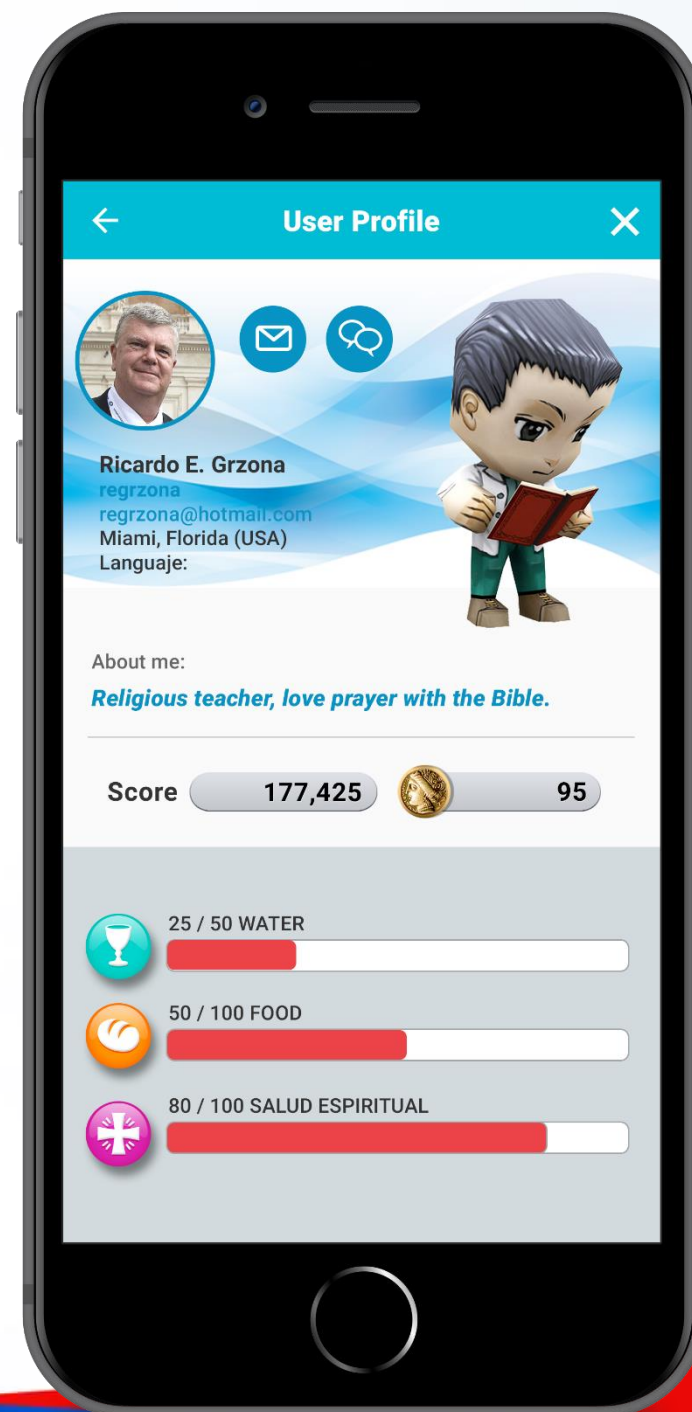 User Profile
Ricardo E. Grzona
regrzona
regrzona@hotmail.com
Miami, Florida (USA)
Languaje:
About me:
Religious teacher, love prayer with the Bible.
Score 177,425 95
25 / 50 WATER
50 / 100 FOOD
80 / 100 SALUD ESPIRITUAL